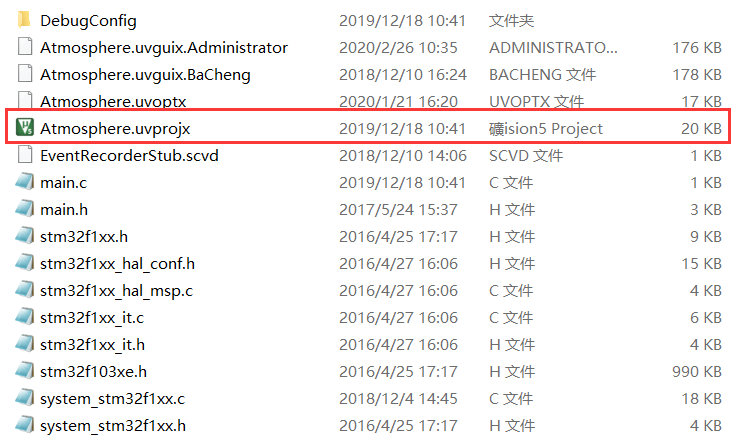 DebugConfig 2019/12/18 10:41 文件夹
Atmosphere.uvguix.Administrator 2020/2/26 10:35 ADMINISTRATO... 176 KB
Atmosphere.uvguix.BaCheng 2018/12/10 16:24 BACHENG 文件 178 KB
Atmosphere.uvoptx 2020/1/21 16:20 UVOPTX 文件 17 KB
Atmosphere.uvprojx 2019/12/18 10:41 礦ision5 Project 20 KB
EventRecorderStub.scvd 2018/12/10 14:06 SCVD 文件 1 KB
main.c 2019/12/18 10:41 C 文件 1 KB
main.h 2017/5/24 15:37 H 文件 3 KB
stm32f1xx.h 2016/4/25 17:17 H 文件 9 KB
stm32f1xx_hal_conf.h 2016/4/27 16:06 H 文件 15 KB
stm32f1xx_hal_msp.c 2016/4/27 16:06 C 文件 4 KB
stm32f1xx_it.c 2016/4/27 16:06 C 文件 6 KB
stm32f1xx_it.h 2016/4/27 16:06 H 文件 4 KB
stm32f103xe.h 2016/4/25 17:17 H 文件 990 KB
system_stm32f1xx.c 2018/12/4 14:45 C 文件 18 KB
system_stm32f1xx.h 2016/4/25 17:17 H 文件 4 KB